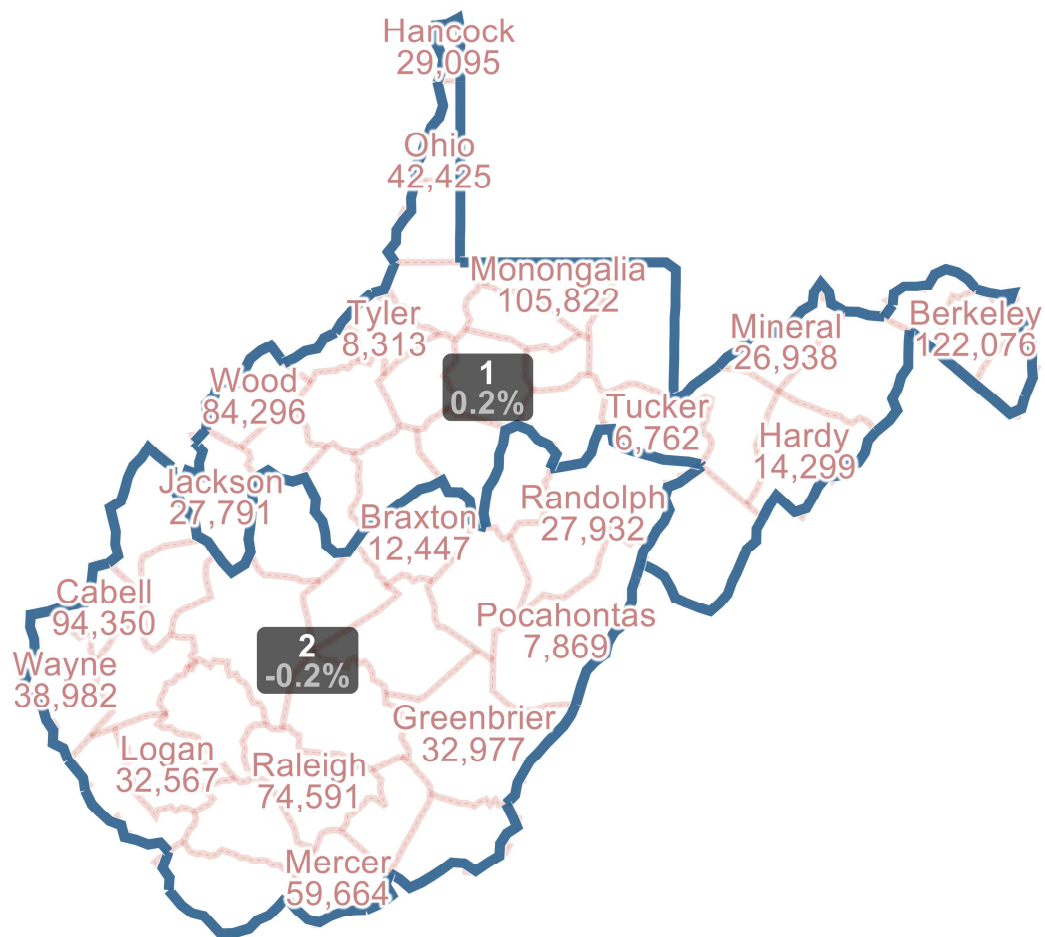 Hancock
29,095
Ohio
42,425
Monongalia
105,822
Tyler
8,313
Mineral
26,938
Berkeley
122,076
1
0.2%
Wood
84,296
Tucker
6,762
Hardy
14,299
Jackson
27,791
Braxton
12,447
Randolph
27,932
Cabell
94,350
Pocahontas
7,869
2
-0.2%
Wayne
38,982
Greenbrier
32,977
Logan
32,567
Raleigh
74,591
Mercer
59,664